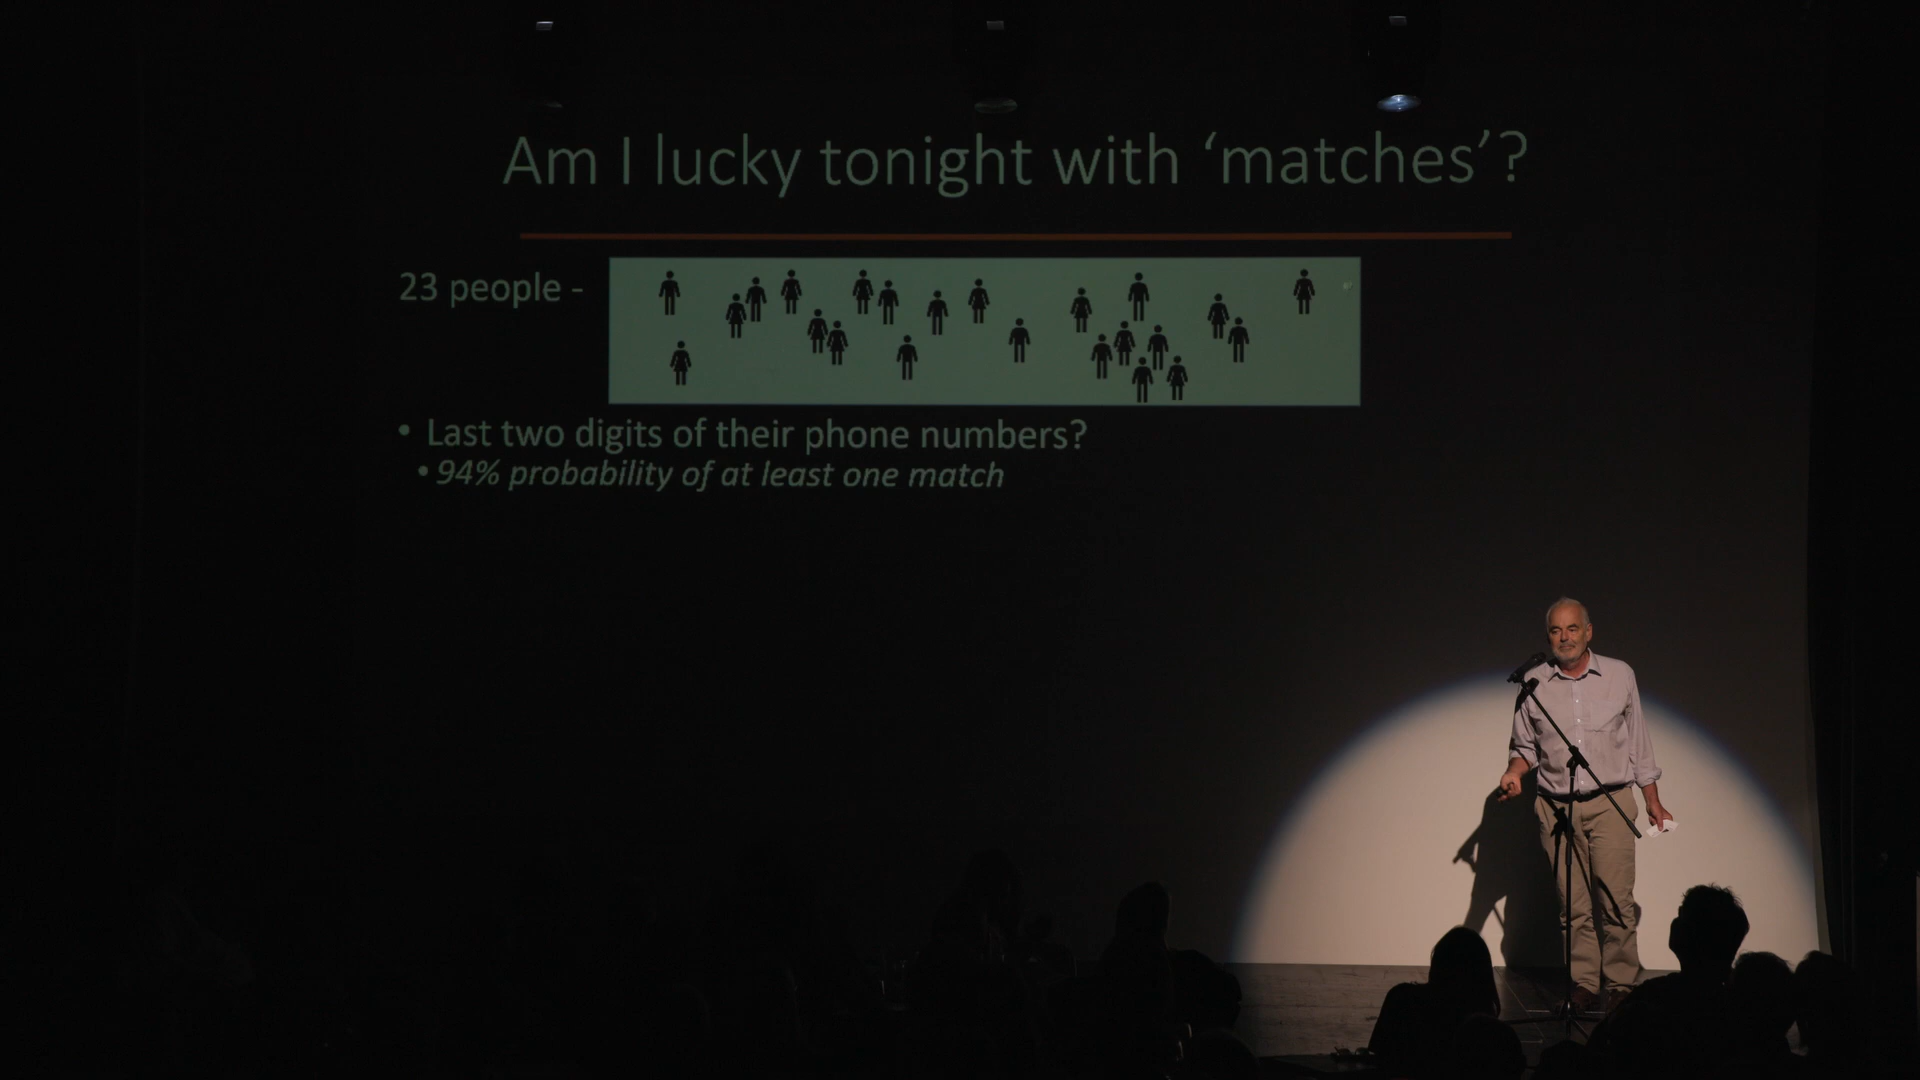 Am I lucky tonight with ‘matches’?
23 people -
• Last two digits of their phone numbers?
• 94% probability of at least one match